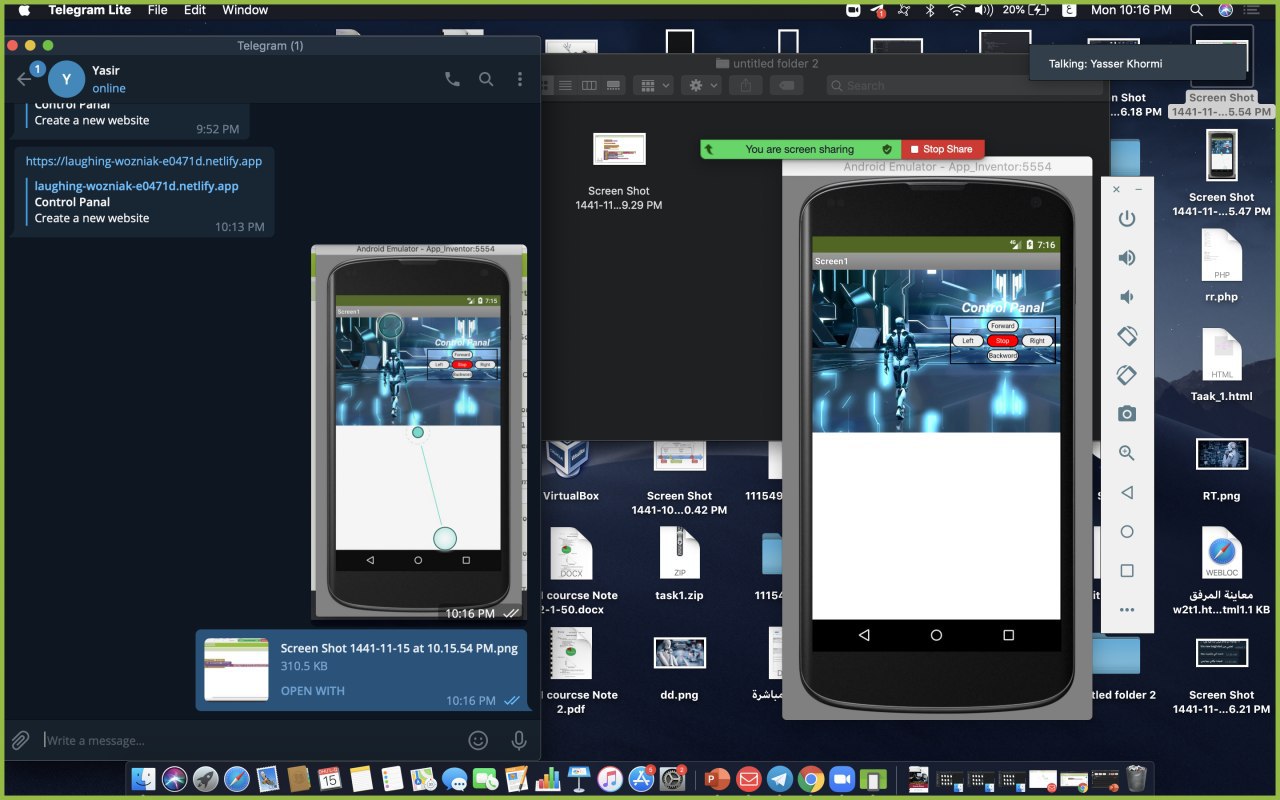 Telegram Lite File Edit Window
1
20%
ع
Mon 10:16 PM
Telegram (1)
1
Y
Yasir
online
Control Panal
Create a new website
9:52 PM
https://laughing-wozniak-e0471d.netlify.app
laughing-wozniak-e0471d.netlify.app
Control Panal
Create a new website
10:13 PM
Android Emulator - App_Inventor:5554
7:15
Screen1
Control Panal
Forward
Left Stop Right
Backword
10:16 PM
Screen Shot 1441-11-15 at 10.15.54 PM.png
310.5 KB
OPEN WITH
10:16 PM
Write a message...
untitled folder 2
Search
Screen Shot
1441-11...9.29 PM
Talking: Yasser Khormi
You are screen sharing
Stop Share
Android Emulator - App_Inventor:5554
7:16
Screen1
Control Panal
Forward
Left Stop Right
Backword
n Shot
...6.18 PM
Screen Shot
1441-11-...5.54 PM
Screen Shot
1441-11-...5.47 PM
PHP
rr.php
HTML
Taak_1.html
RT.png
WEBLOC
معاينة المرفق
w2t1.ht...tml1.1 KB
Screen Shot
1441-11-...6.21 PM
VirtualBox
Screen Shot
1441-10...0.42 PM
111549
DOCX
l courcse Note
2-1-50.docx
ZIP
task1.zip
11154
l courcse Note
2.pdf
dd.png
مباشرة
tled folder 2
15